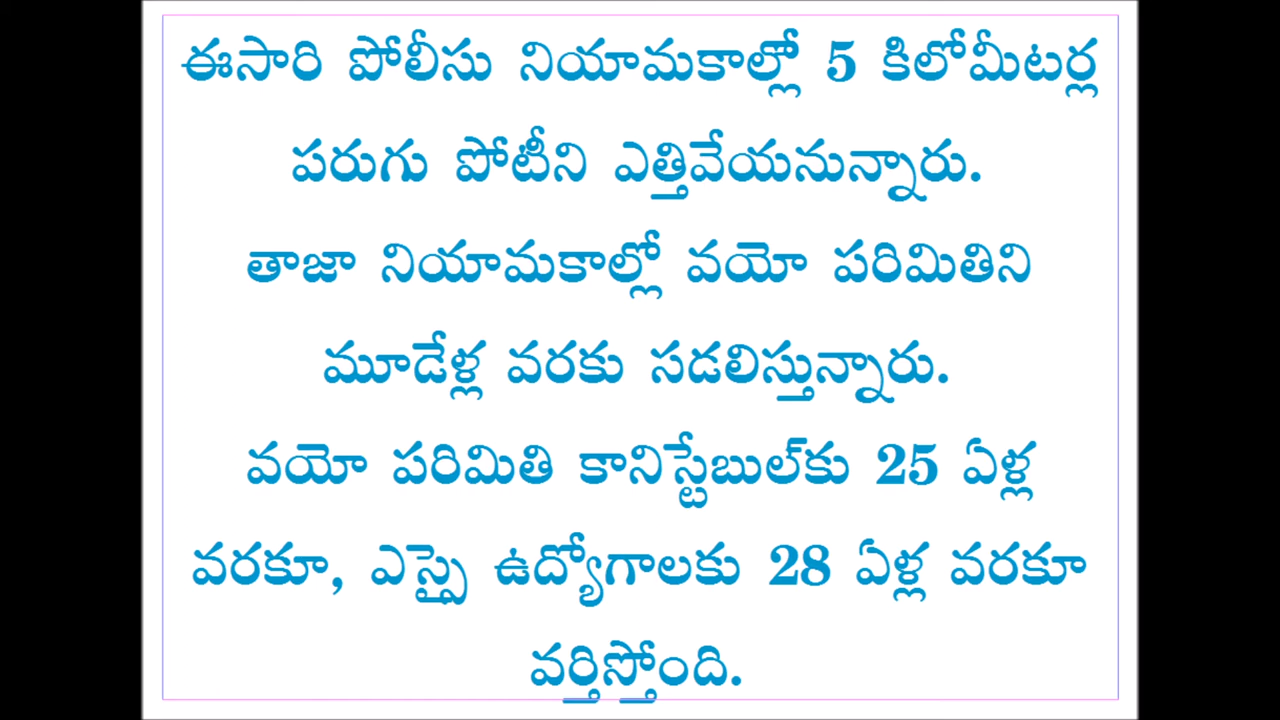 ఈసారి పోలీసు నియామకాల్లో 5 కిలోమీటర్ల
పరుగు పోటీని ఎత్తివేయనున్నారు.
తాజా నియామకాల్లో వయో పరిమితిని
మూడేళ్ల వరకు సడలిస్తున్నారు.
వయో పరిమితి కానిస్టేబుల్‌కు 25 ఏళ్ల
వరకూ, ఎస్పై ఉద్యోగాలకు 28 ఏళ్ల వరకూ
వర్తిస్తోంది.